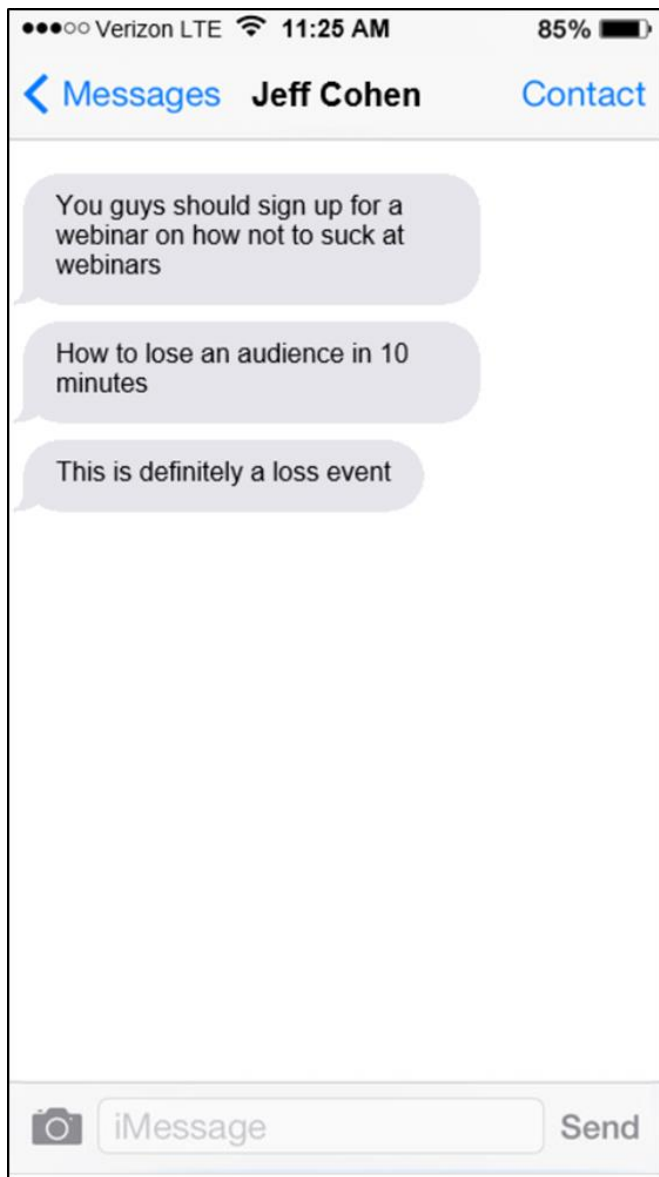 Verizon LTE 11:25 AM 85%
Messages Jeff Cohen Contact
You guys should sign up for a
webinar on how not to suck at
webinars
How to lose an audience in 10
minutes
This is definitely a loss event
iMessage Send